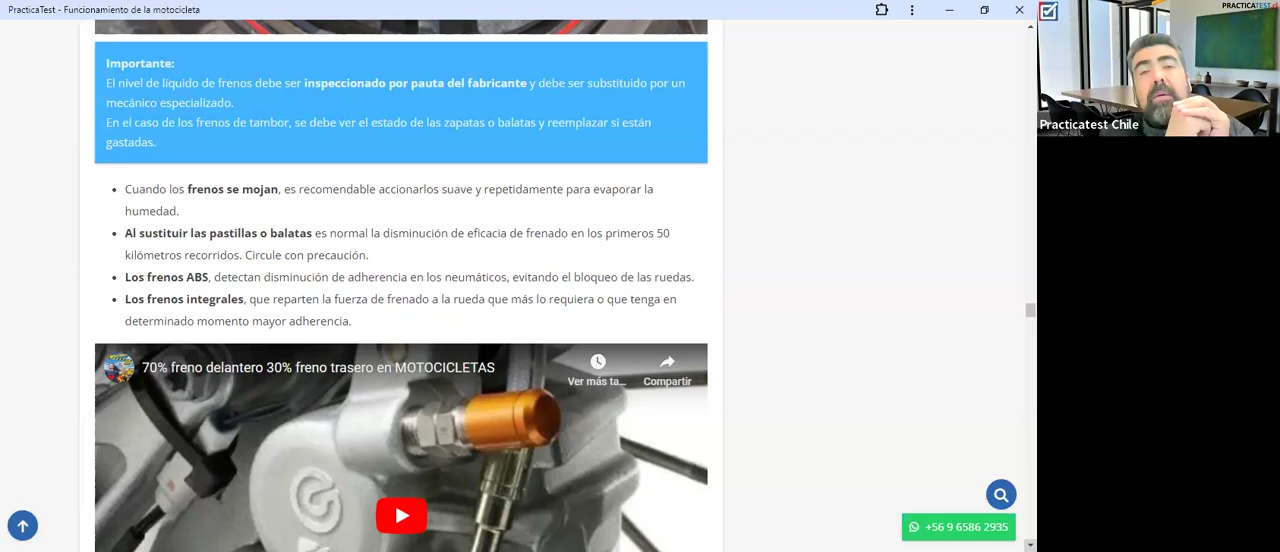 PracticaTest - Funcionamiento de la motocicleta
PRACTICATEST
Practicatest Chile
Importante:
El nivel de líquido de frenos debe ser inspeccionado por pauta del fabricante y debe ser substituido por un
mecánico especializado.
En el caso de los frenos de tambor, se debe ver el estado de las zapatas o balatas y reemplazar si están
gastadas.
• Cuando los frenos se mojan, es recomendable accionarlos suave y repetidamente para evaporar la
humedad.
• Al sustituir las pastillas o balatas es normal la disminución de eficacia de frenado en los primeros 50
kilómetros recorridos. Circule con precaución.
• Los frenos ABS, detectan disminución de adherencia en los neumáticos, evitando el bloqueo de las ruedas.
• Los frenos integrales, que reparten la fuerza de frenado a la rueda que más lo requiera o que tenga en
determinado momento mayor adherencia.
70% freno delantero 30% freno trasero en MOTOCICLETAS
Ver más ta...
Compartir
+56 9 6586 2935